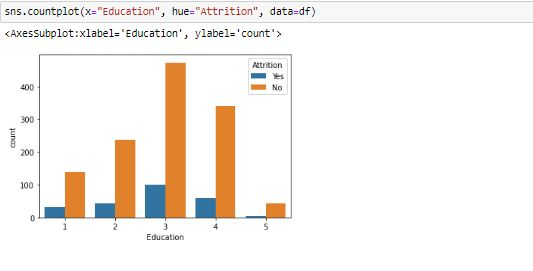 sns.countplot(x="Education", hue="Attrition", data=df)
<AxesSubplot:xlabel='Education', ylabel='count'>
Attrition
Yes
No
400
300
200
100
0
count
1 2 3 4 5
Education